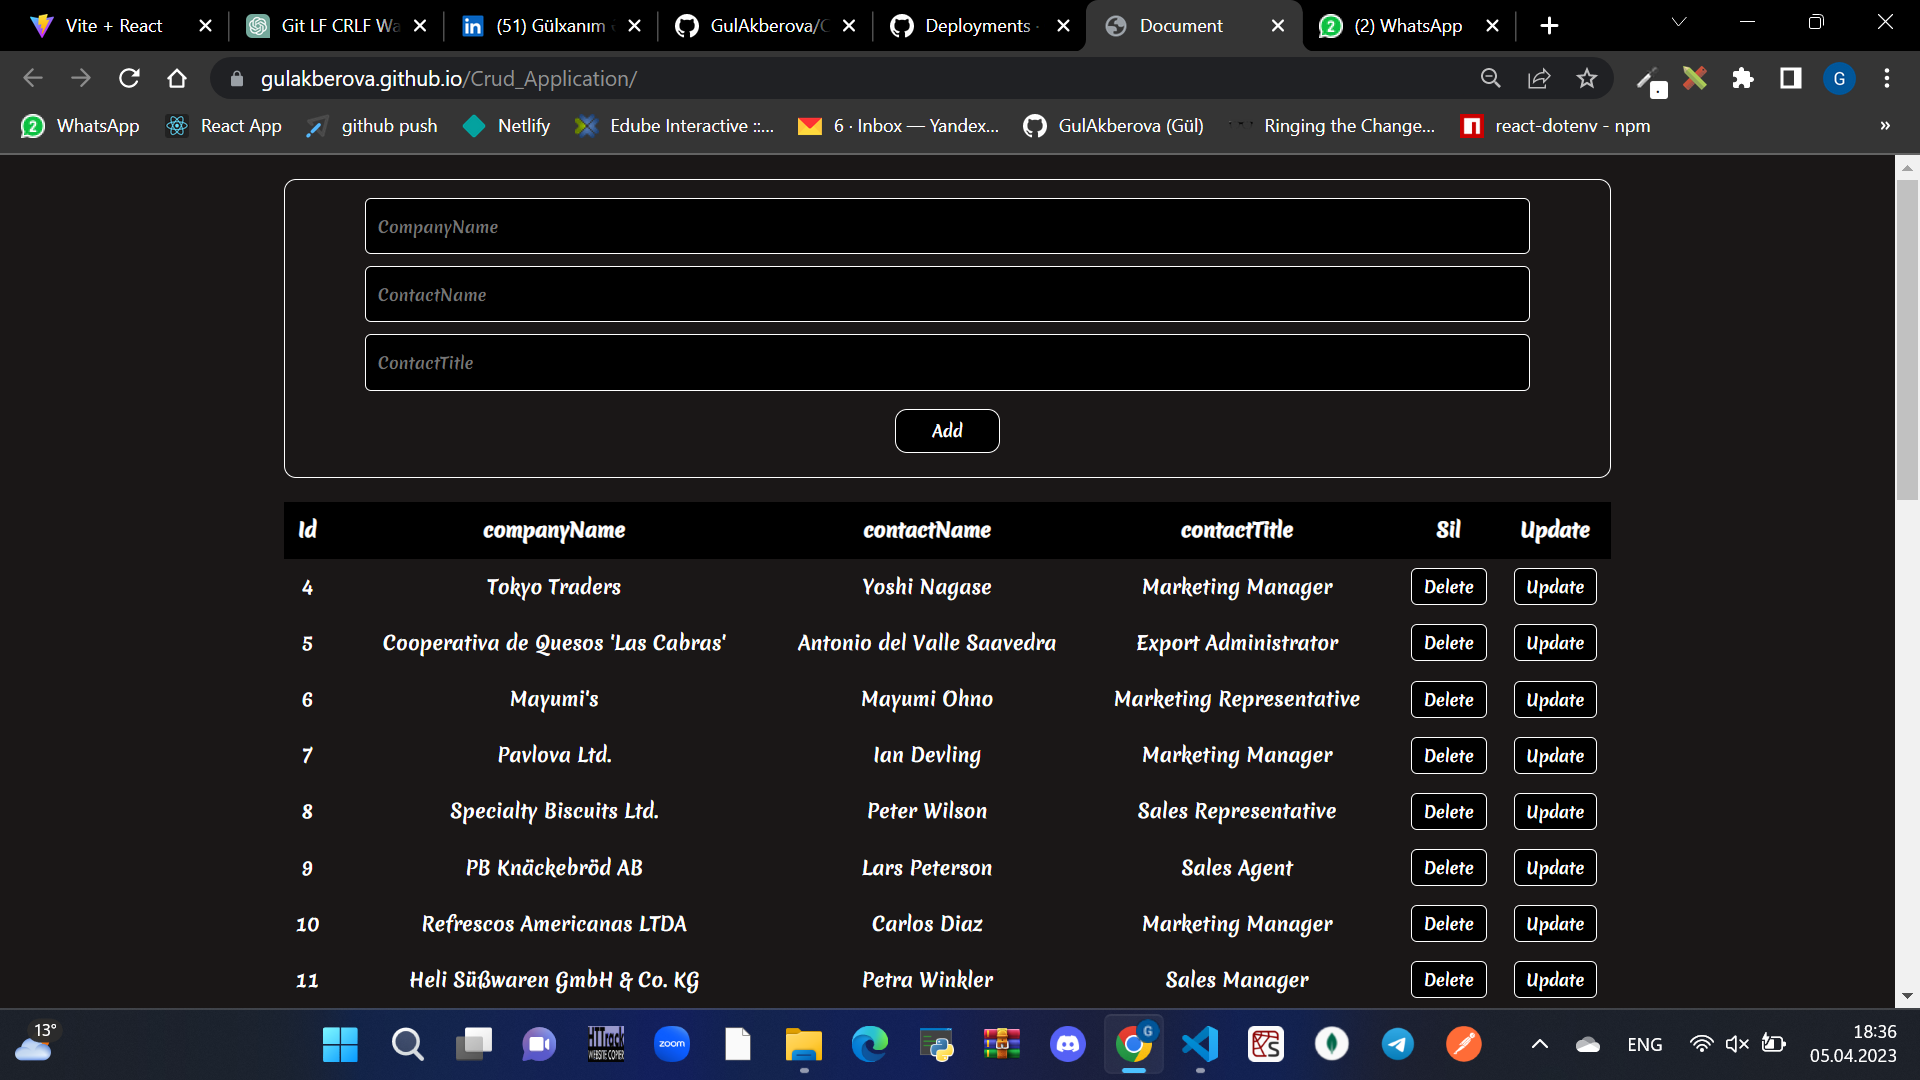 Vite + React
Git LF CRLF Wa
(51) Gülxanım
GulAkberova/C
Deployments
Document
(2) WhatsApp
gulakberova.github.io/Crud_Application/
G
WhatsApp
React App
github push
Netlify
Edube Interactive ::...
6 · Inbox — Yandex...
GulAkberova (Gül)
Ringing the Change...
react-dotenv - npm
»
CompanyName
ContactName
ContactTitle
Add
Id companyName contactName contactTitle Sil Update
4 Tokyo Traders Yoshi Nagase Marketing Manager Delete Update
5 Cooperativa de Quesos 'Las Cabras' Antonio del Valle Saavedra Export Administrator Delete Update
6 Mayumi's Mayumi Ohno Marketing Representative Delete Update
7 Pavlova Ltd. Ian Devling Marketing Manager Delete Update
8 Specialty Biscuits Ltd. Peter Wilson Sales Representative Delete Update
9 PB Knäckebröd AB Lars Peterson Sales Agent Delete Update
10 Refrescos Americanas LTDA Carlos Diaz Marketing Manager Delete Update
11 Heli Süßwaren GmbH & Co. KG Petra Winkler Sales Manager Delete Update
13°
HTTrack
WEBSITE COPIER
zoom
G
ENG
18:36
05.04.2023